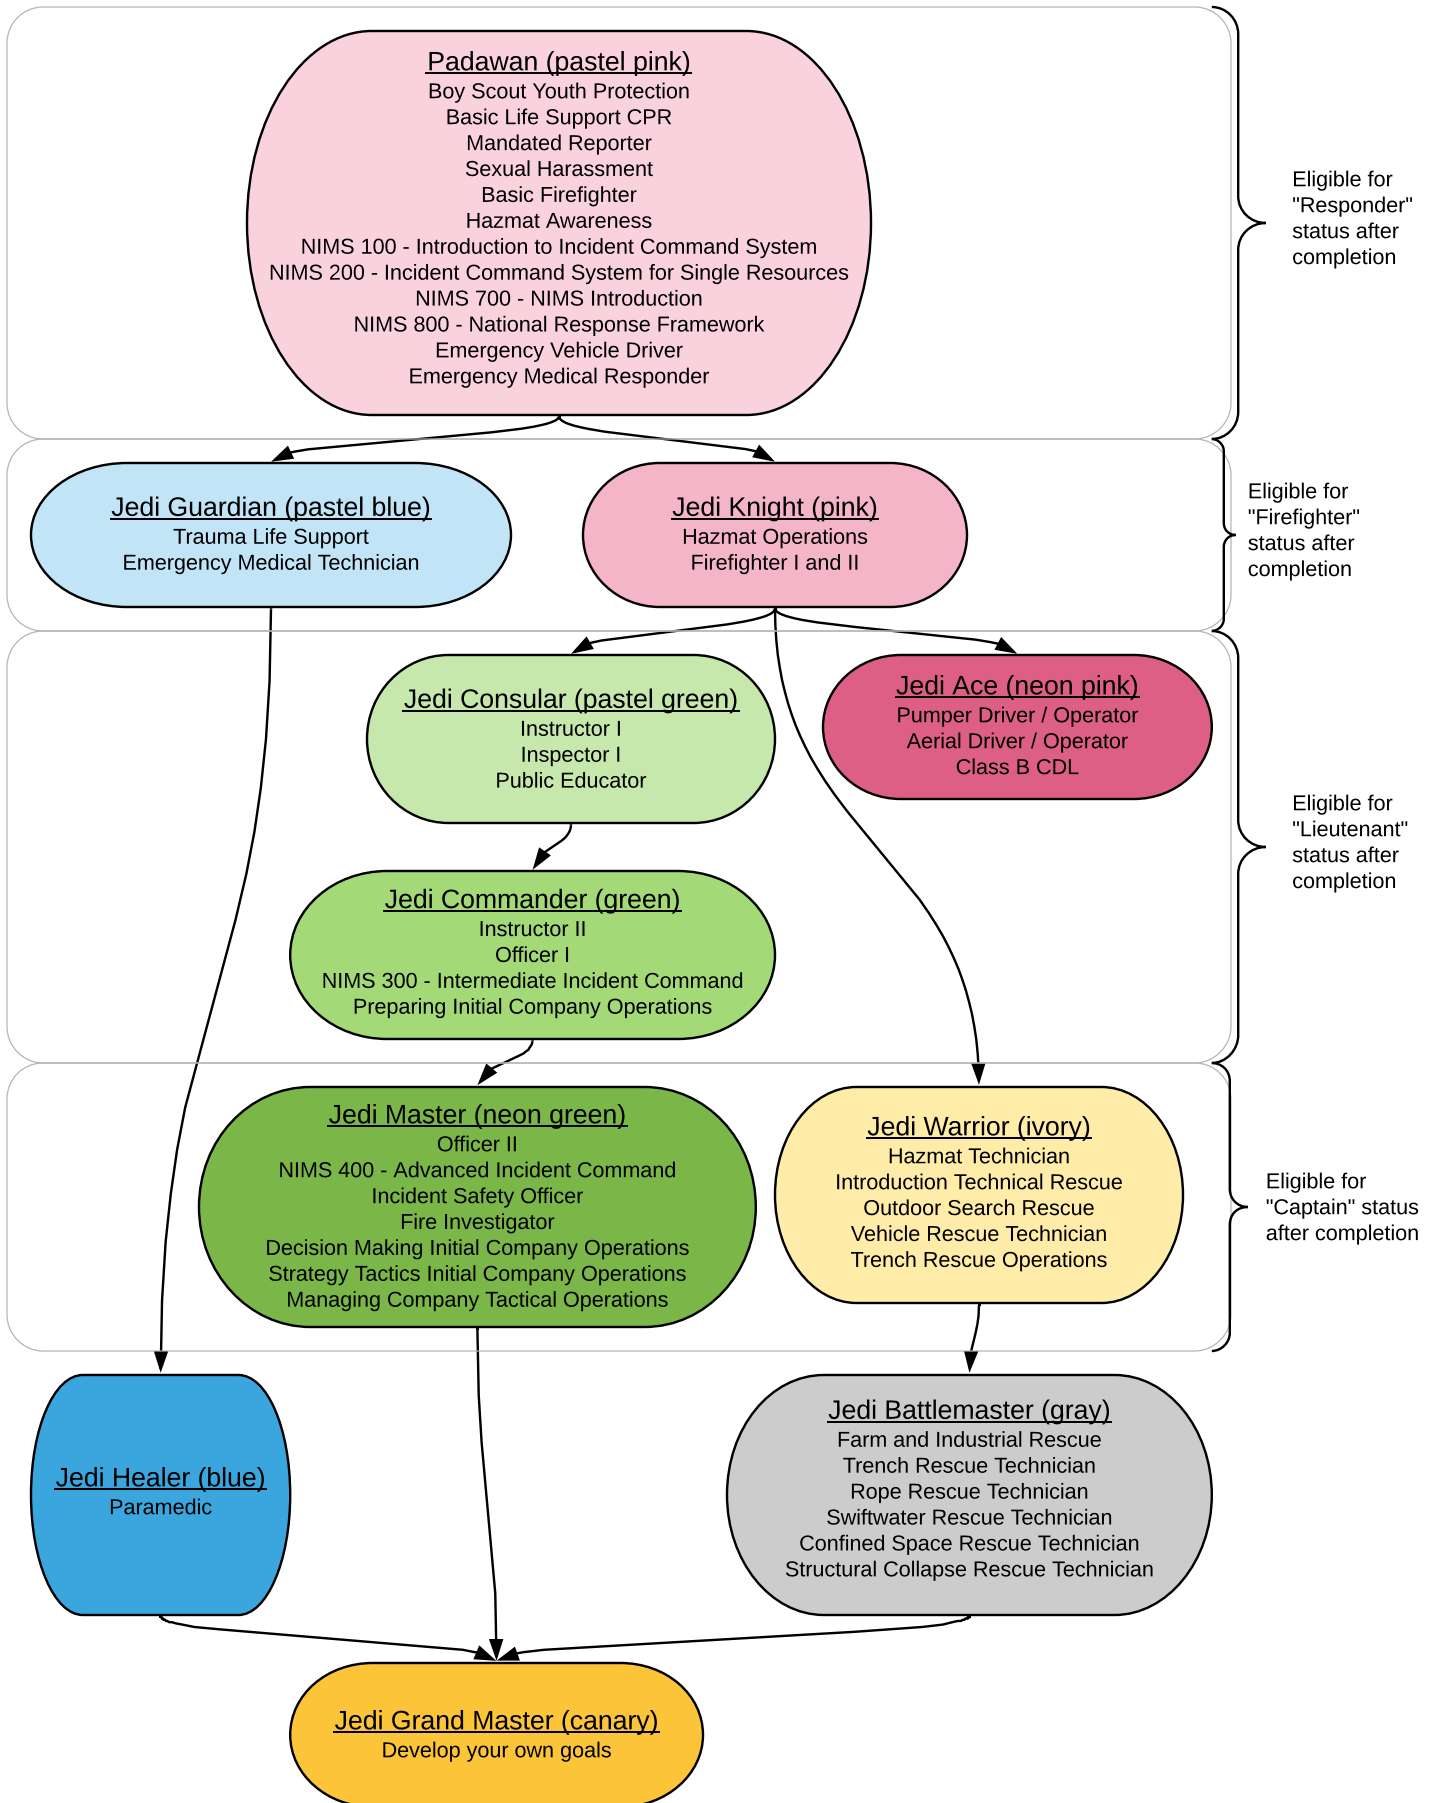 Padawan (pastel pink)
Boy Scout Youth Protection
Basic Life Support CPR
Mandated Reporter
Sexual Harassment
Basic Firefighter
Hazmat Awareness
NIMS 100 - Introduction to Incident Command System
NIMS 200 - Incident Command System for Single Resources
NIMS 700 - NIMS Introduction
NIMS 800 - National Response Framework
Emergency Vehicle Driver
Emergency Medical Responder
Eligible for
"Responder"
status after
completion
Jedi Guardian (pastel blue)
Trauma Life Support
Emergency Medical Technician
Jedi Knight (pink)
Hazmat Operations
Firefighter I and II
Eligible for
"Firefighter"
status after
completion
Jedi Consular (pastel green)
Instructor I
Inspector I
Public Educator
Jedi Ace (neon pink)
Pumper Driver / Operator
Aerial Driver / Operator
Class B CDL
Jedi Commander (green)
Instructor II
Officer I
NIMS 300 - Intermediate Incident Command
Preparing Initial Company Operations
Eligible for
"Lieutenant"
status after
completion
Jedi Master (neon green)
Officer II
NIMS 400 - Advanced Incident Command
Incident Safety Officer
Fire Investigator
Decision Making Initial Company Operations
Strategy Tactics Initial Company Operations
Managing Company Tactical Operations
Jedi Warrior (ivory)
Hazmat Technician
Introduction Technical Rescue
Outdoor Search Rescue
Vehicle Rescue Technician
Trench Rescue Operations
Eligible for
"Captain" status
after completion
Jedi Healer (blue)
Paramedic
Jedi Battlemaster (gray)
Farm and Industrial Rescue
Trench Rescue Technician
Rope Rescue Technician
Swiftwater Rescue Technician
Confined Space Rescue Technician
Structural Collapse Rescue Technician
Jedi Grand Master (canary)
Develop your own goals